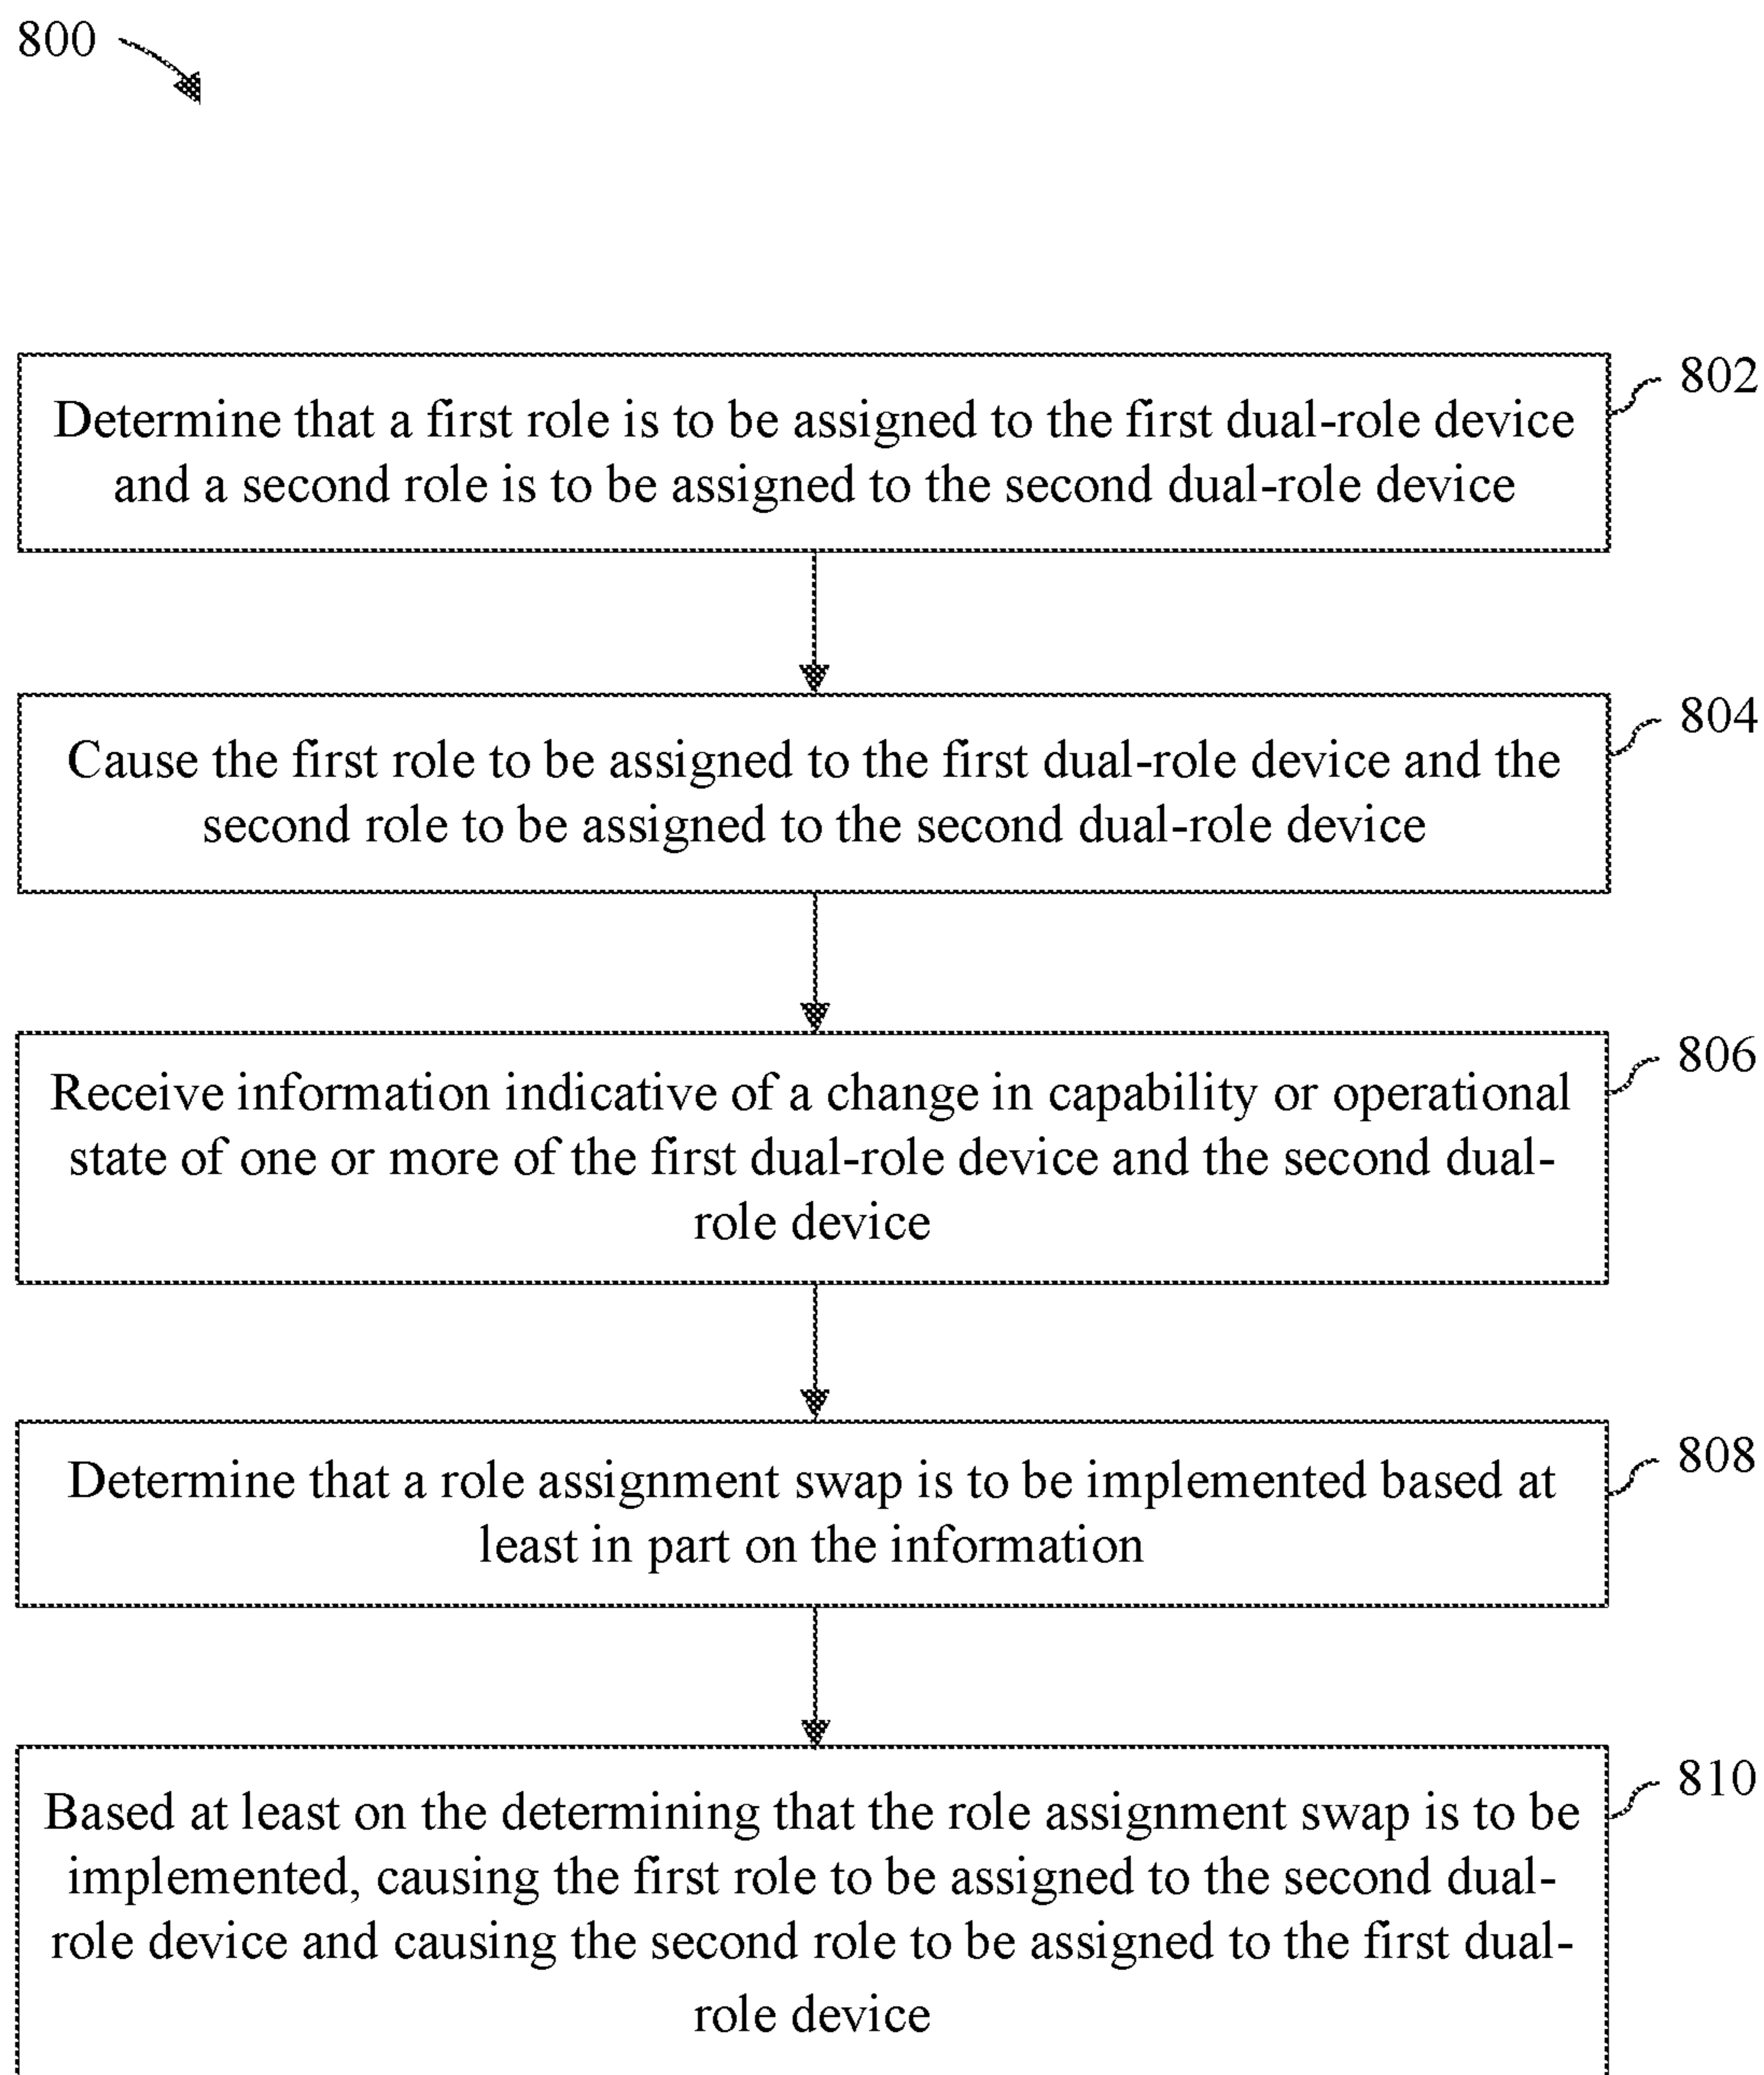 800
802
Determine that a first role is to be assigned to the first dual-role device
and a second role is to be assigned to the second dual-role device
804
Cause the first role to be assigned to the first dual-role device and the
second role to be assigned to the second dual-role device
806
Receive information indicative of a change in capability or operational
state of one or more of the first dual-role device and the second dual-
role device
808
Determine that a role assignment swap is to be implemented based at
least in part on the information
810
Based at least on the determining that the role assignment swap is to be
implemented, causing the first role to be assigned to the second dual-
role device and causing the second role to be assigned to the first dual-
role device